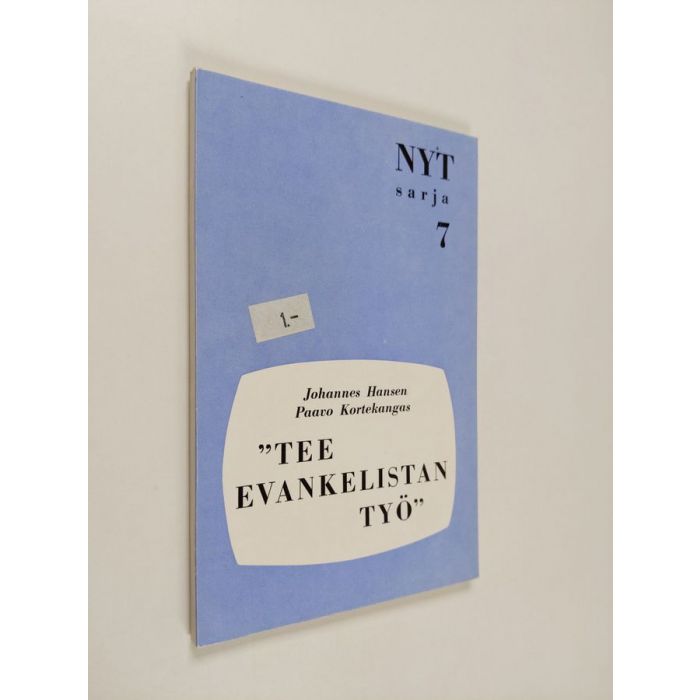 NYT
sarja
7
1.-
Johannes Hansen
Paavo Kortekangas
”TEE
EVANKELISTAN
TYÖ”